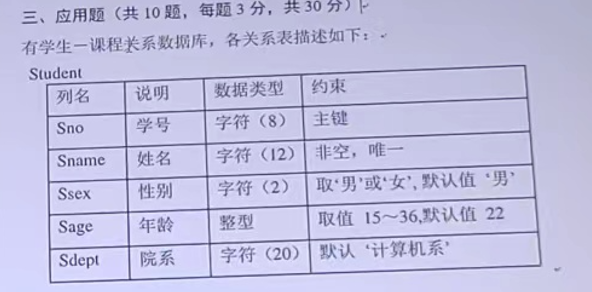 三、应用题（共 10 题，每题 3 分，共 30 分）
有学生－课程关系数据库，各关系表描述如下：
Student
列名 说明 数据类型 约束
Sno 学号 字符（8） 主键
Sname 姓名 字符（12） 非空，唯一
Ssex 性别 字符（2） 取‘男’或‘女’, 默认值 ‘男’
Sage 年龄 整型 取值 15～36,默认值 22
Sdept 院系 字符（20） 默认 ‘计算机系’